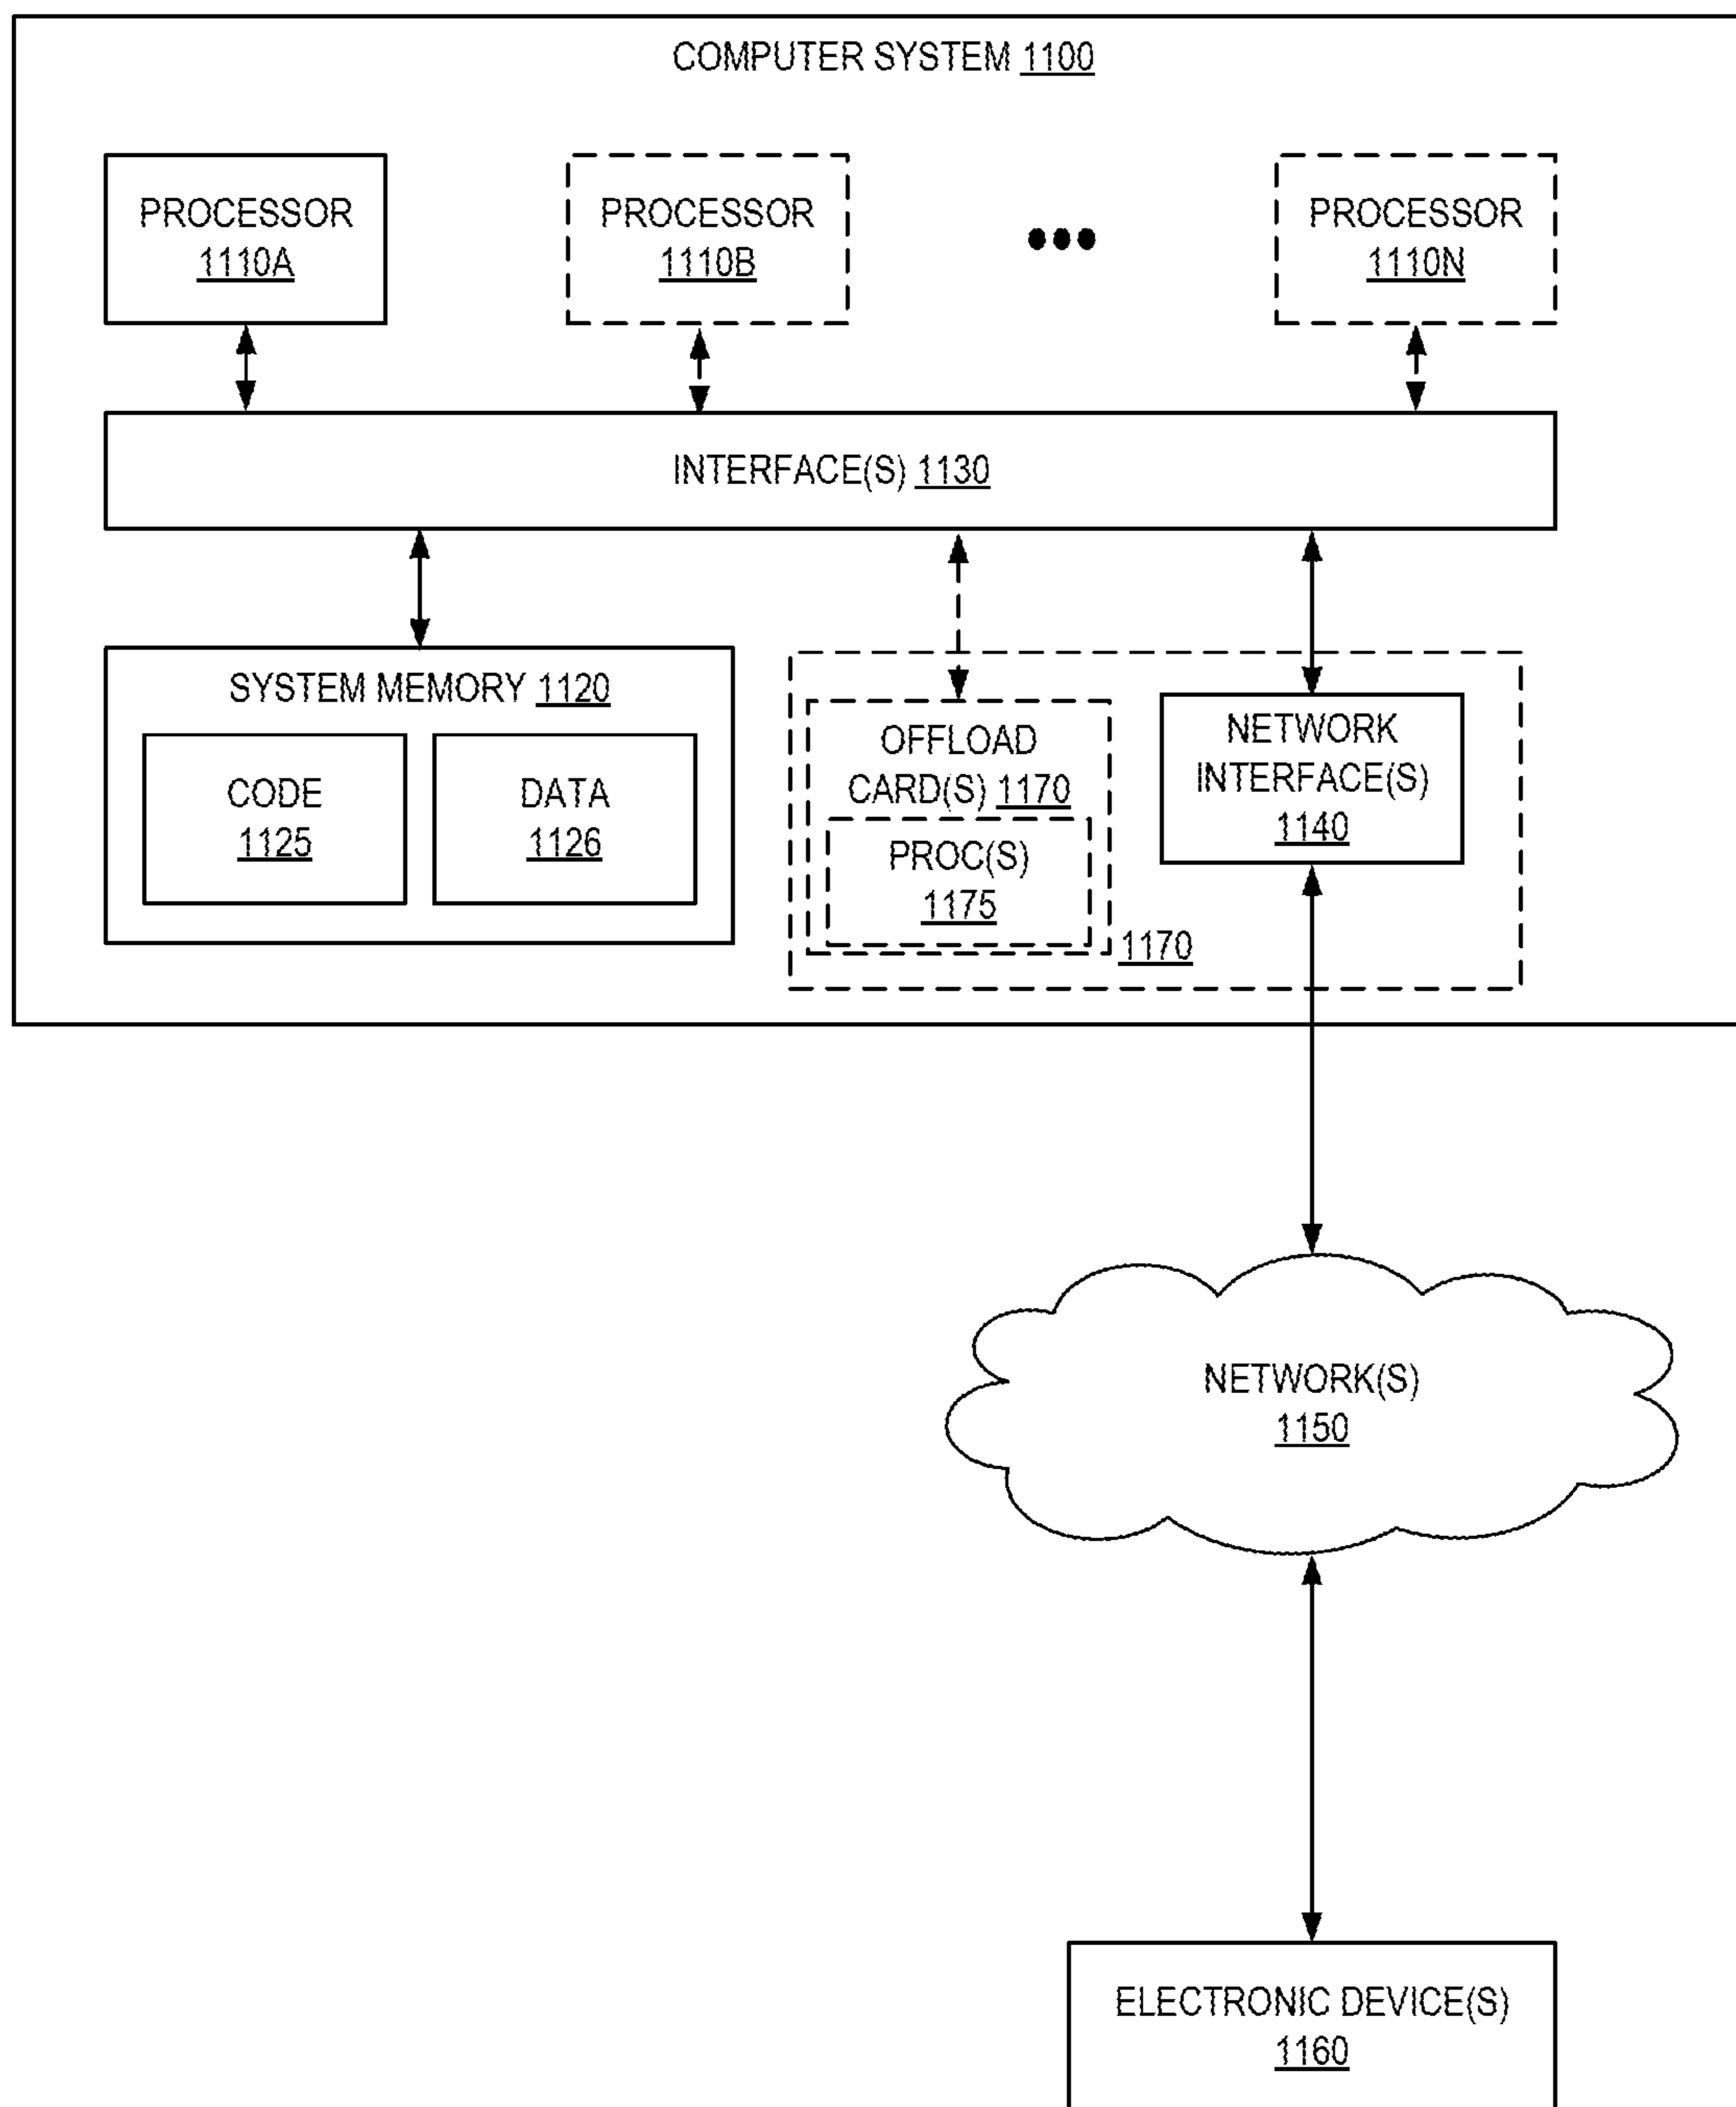 COMPUTER SYSTEM 1100
PROCESSOR
1110A
PROCESSOR
1110B
PROCESSOR
1110N
INTERFACE(S) 1130
SYSTEM MEMORY 1120
CODE
1125
DATA
1126
OFFLOAD
CARD(S) 1170
PROC(S)
1175
1170
NETWORK
INTERFACE(S)
1140
NETWORK(S)
1150
ELECTRONIC DEVICE(S)
1160